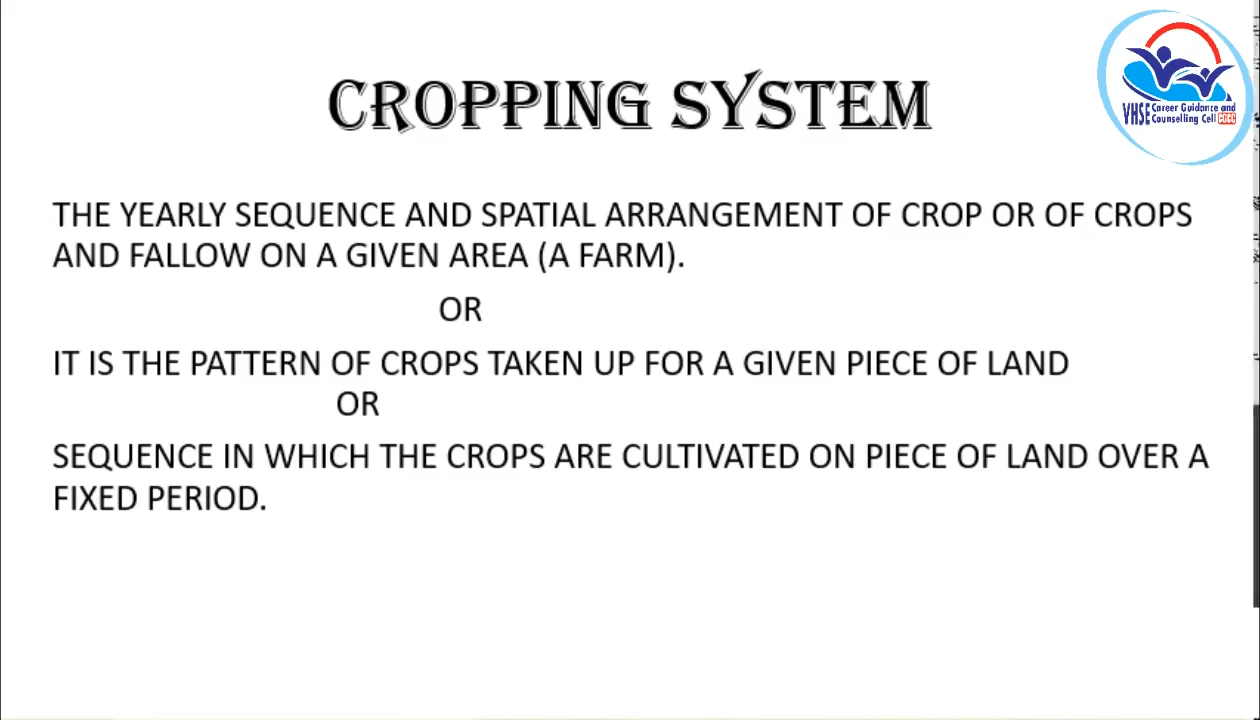 CROPPING SYSTEM
VHSE Career Guidance and
Counselling Cell CGCC
THE YEARLY SEQUENCE AND SPATIAL ARRANGEMENT OF CROP OR OF CROPS
AND FALLOW ON A GIVEN AREA (A FARM).
OR
IT IS THE PATTERN OF CROPS TAKEN UP FOR A GIVEN PIECE OF LAND
OR
SEQUENCE IN WHICH THE CROPS ARE CULTIVATED ON PIECE OF LAND OVER A
FIXED PERIOD.